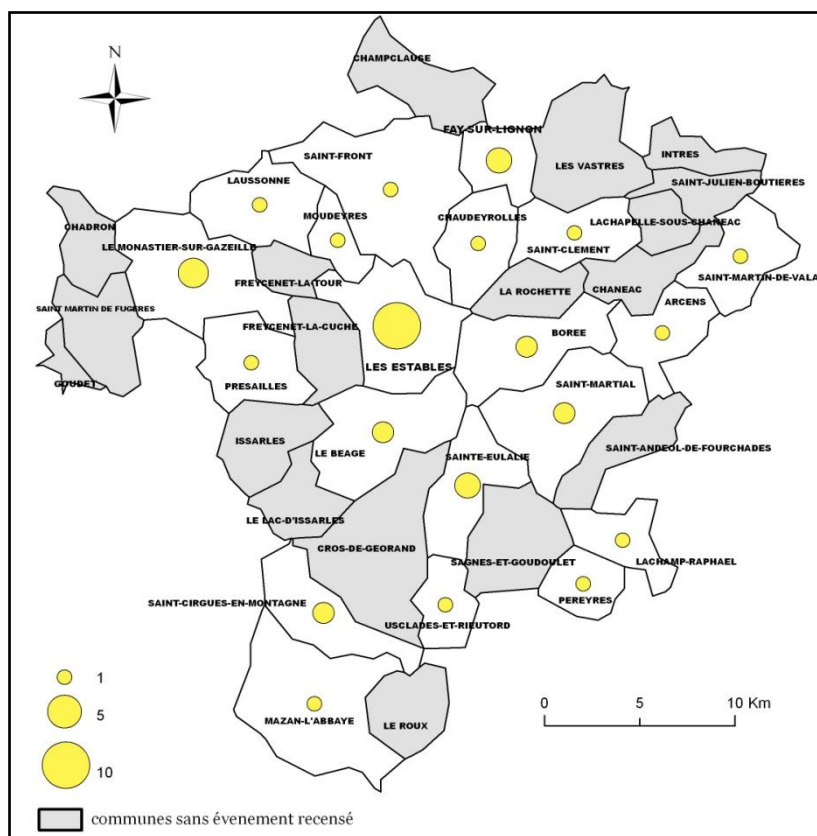 N
CHAMPCLAUSE
FAY-SUR-LIGNON
SAINT-FRONT
LES VASTRES
INTRES
LAUSSONNE
SAINT-JULIEN-BOUTIERES
MOUDEYRES
CHAUDEYROLLES
LACHAPELLE-SOUS-CHANEAC
CHADRON
LE MONASTIER-SUR-GAZEILLE
SAINT-CLEMENT
SAINT-MARTIN-DE-VALA
FREYCENET-LA-TOUR
LA ROCHETTE
CHANEAC
ARCENS
SAINT MARTIN DE FUGERES
FREYCENET-LA-CUCHE
BOREE
LES ESTABLES
GOUDET
PRESAILLES
SAINT-MARTIAL
ISSARLES
LE BEAGE
SAINTE-EULALIE
SAINT-ANDEOL-DE-FOURCHADES
LE LAC-D'ISSARLES
CROS-DE-GEORAND
SAGNES-ET-GOUDOULET
LACHAMP-RAPHAEL
SAINT-CIRGUES-EN-MONTAGNE
PEREYRES
USCLADES-ET-RIEUTORD
1
0 5 10 Km
5
MAZAN-L'ABBAYE
LE ROUX
10
communes sans évenement recensé